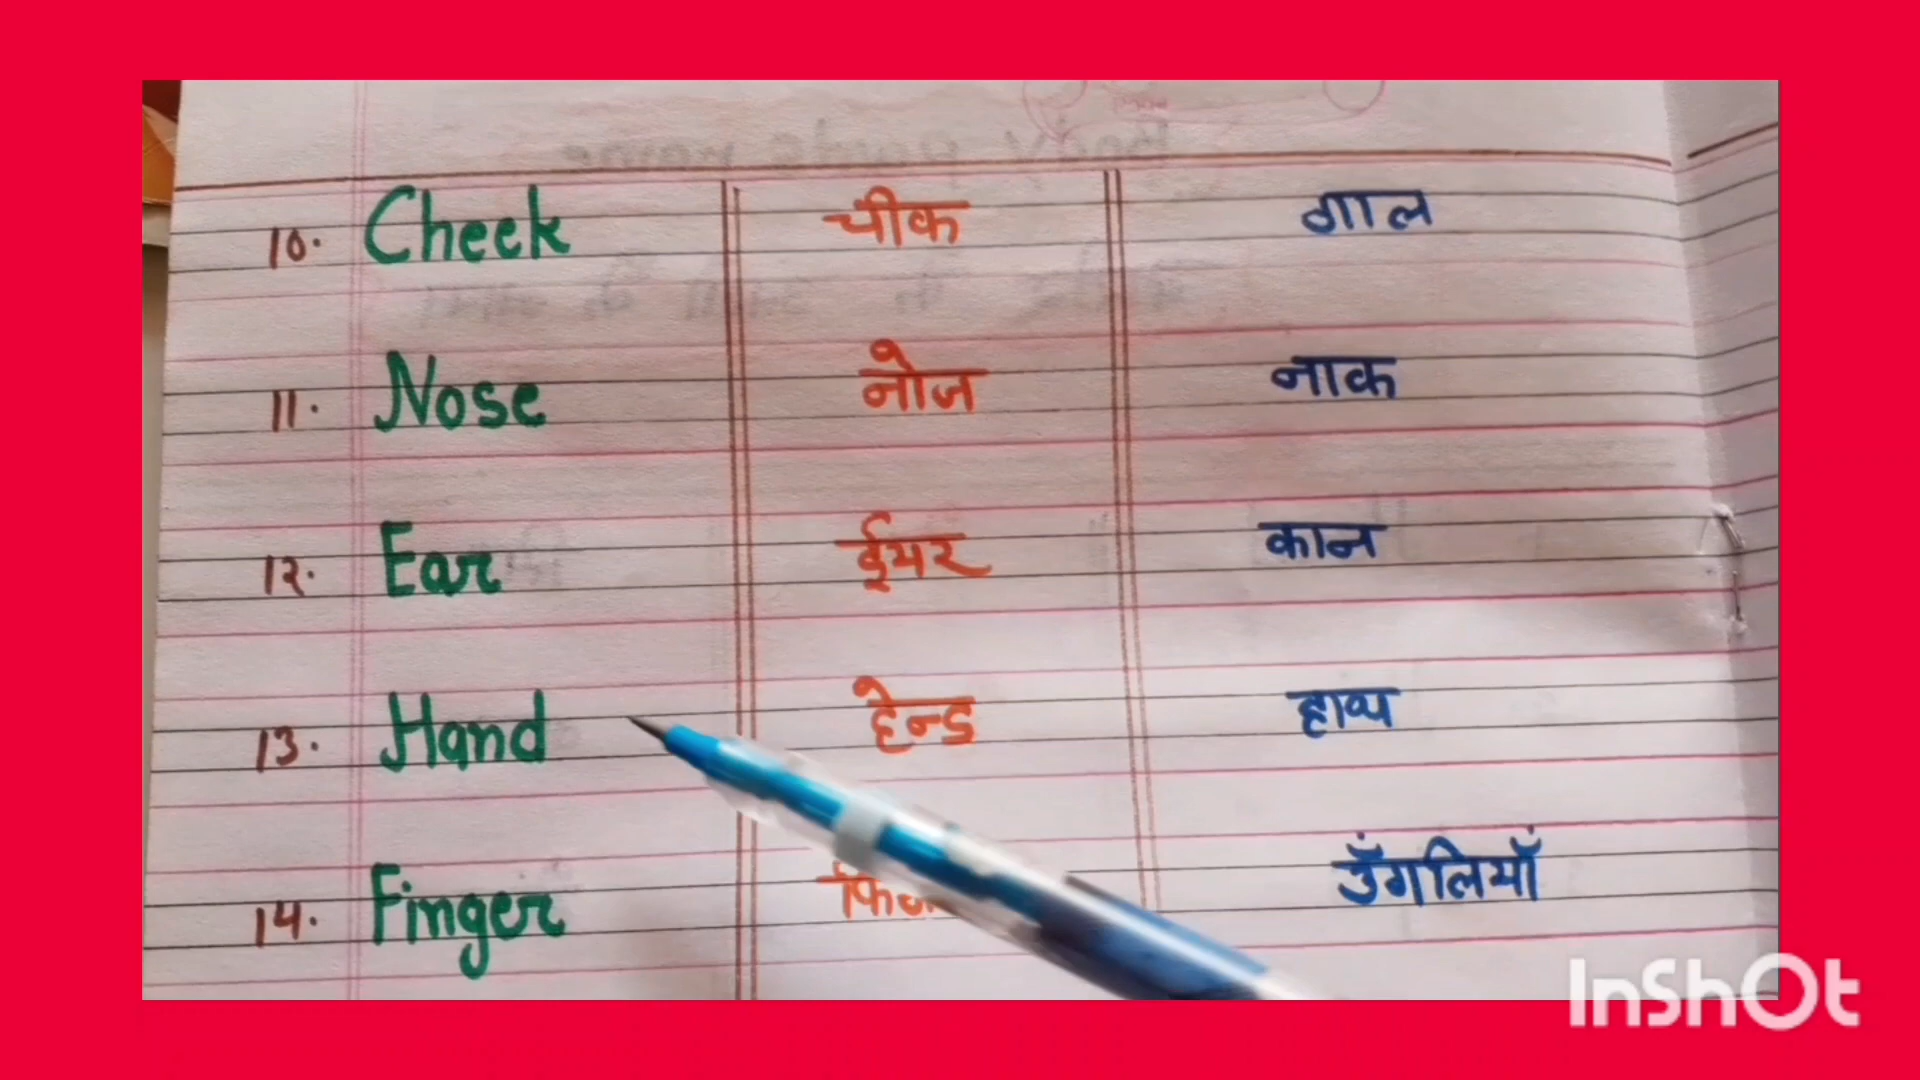 10. Cheek चीक गाल
11. Nose नोज नाक
12. Ear ईयर कान
13. Hand हेन्ड हाथ
14. Finger उँगलियाँ
InShOt